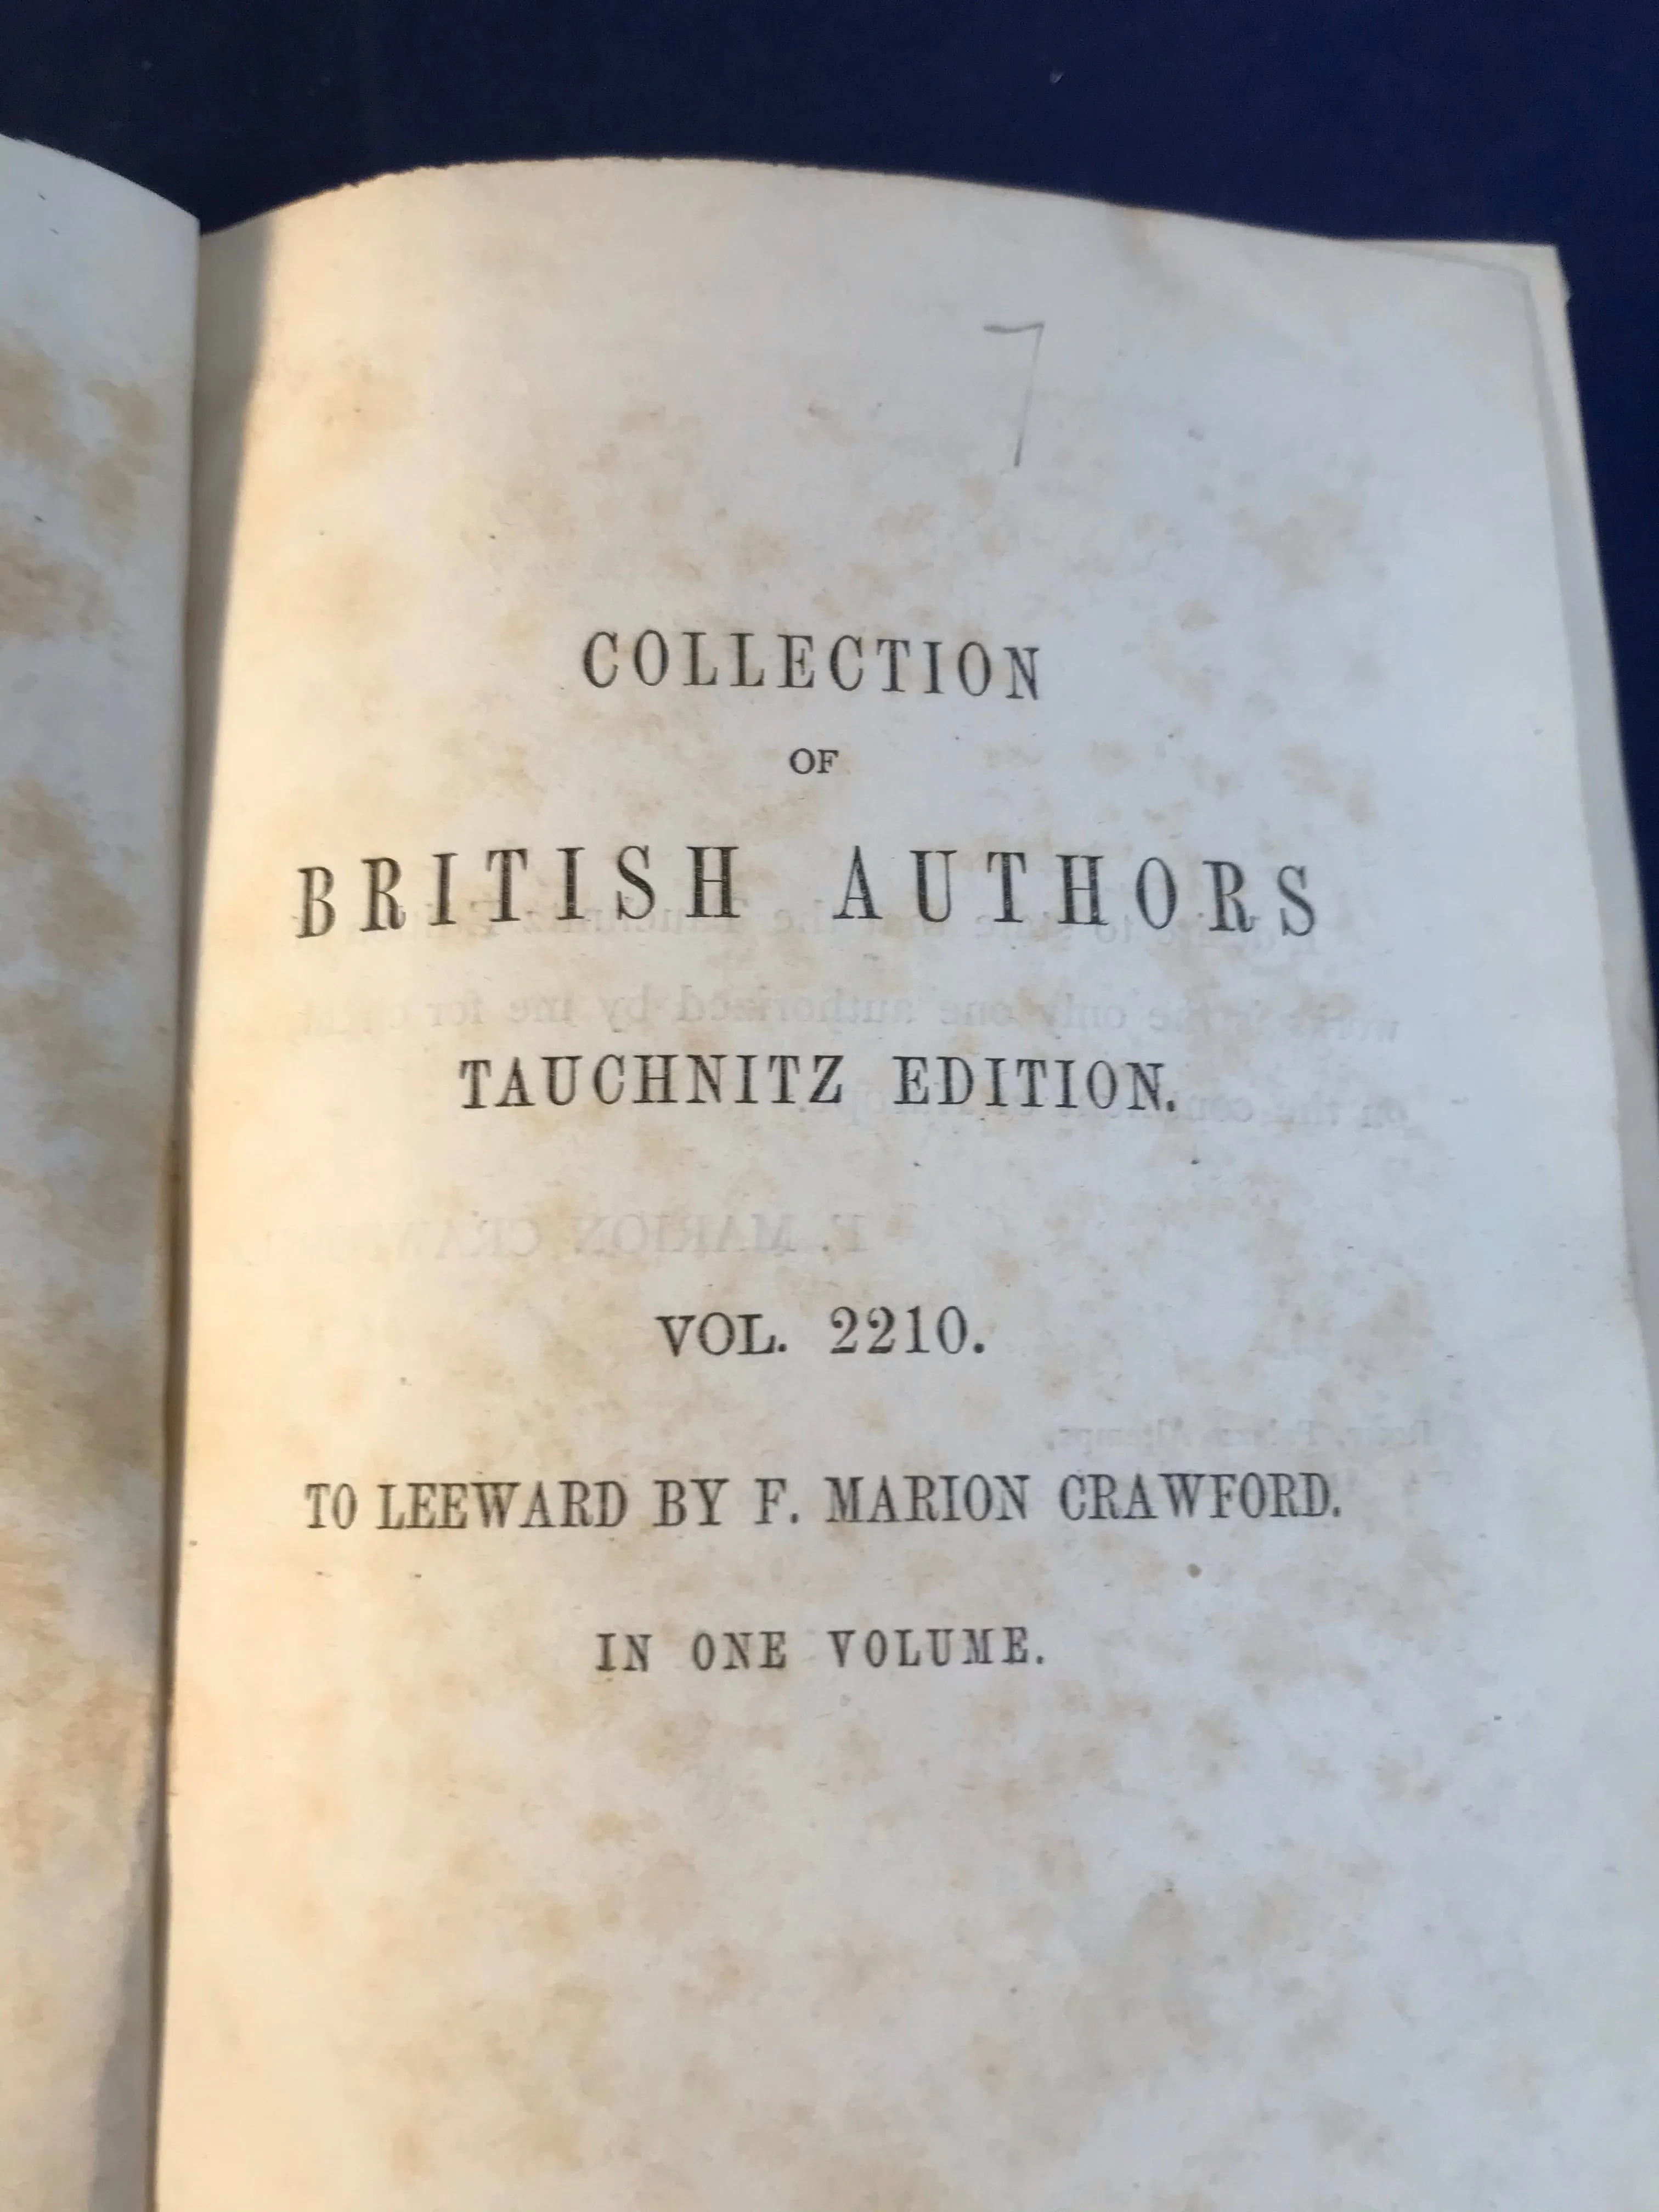 7
COLLECTION
OF
BRITISH AUTHORS
TAUCHNITZ EDITION.
VOL. 2210.
TO LEEWARD BY F. MARION CRAWFORD.
IN ONE VOLUME.